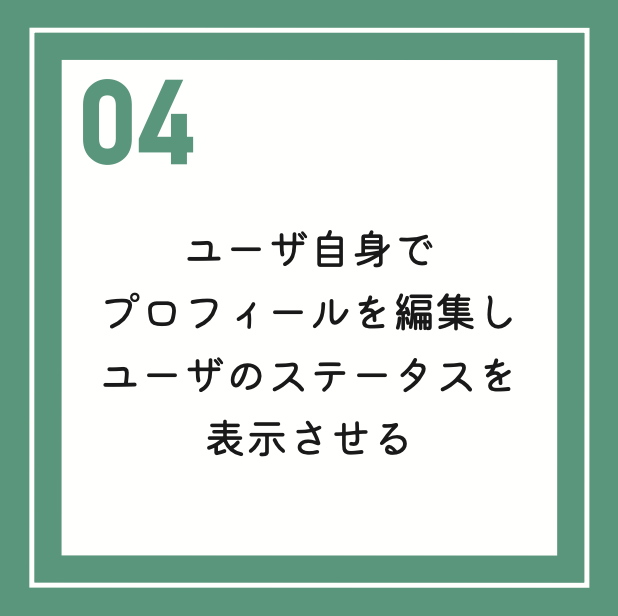 04
ユーザ自身で
プロフィールを編集し
ユーザのステータスを
表示させる